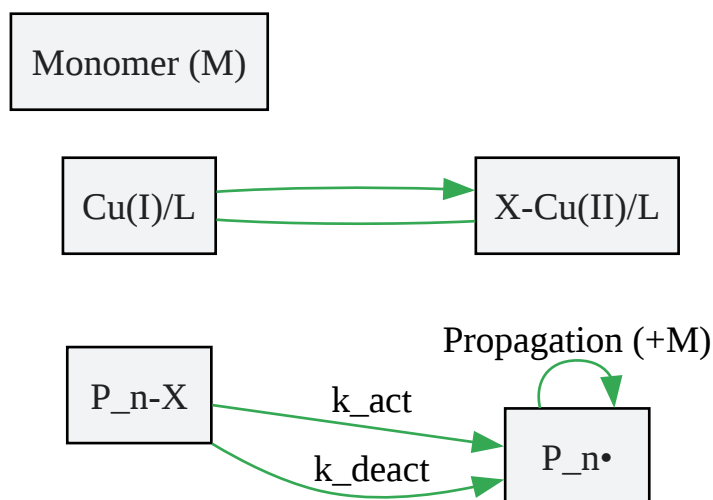 Monomer (M)
Cu(I)/L
X-Cu(II)/L
Propagation (+M)
P_n-X
k_act
k_deact
P_n•